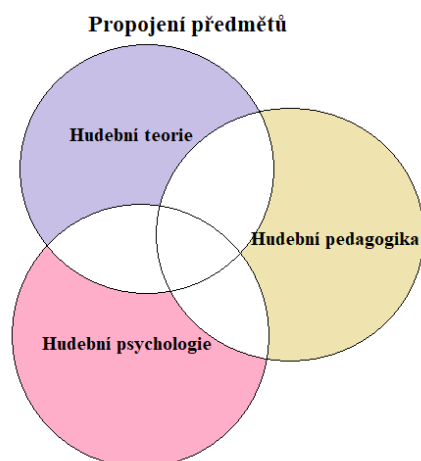 Propojení předmětů
Hudební teorie
Hudební pedagogika
Hudební psychologie